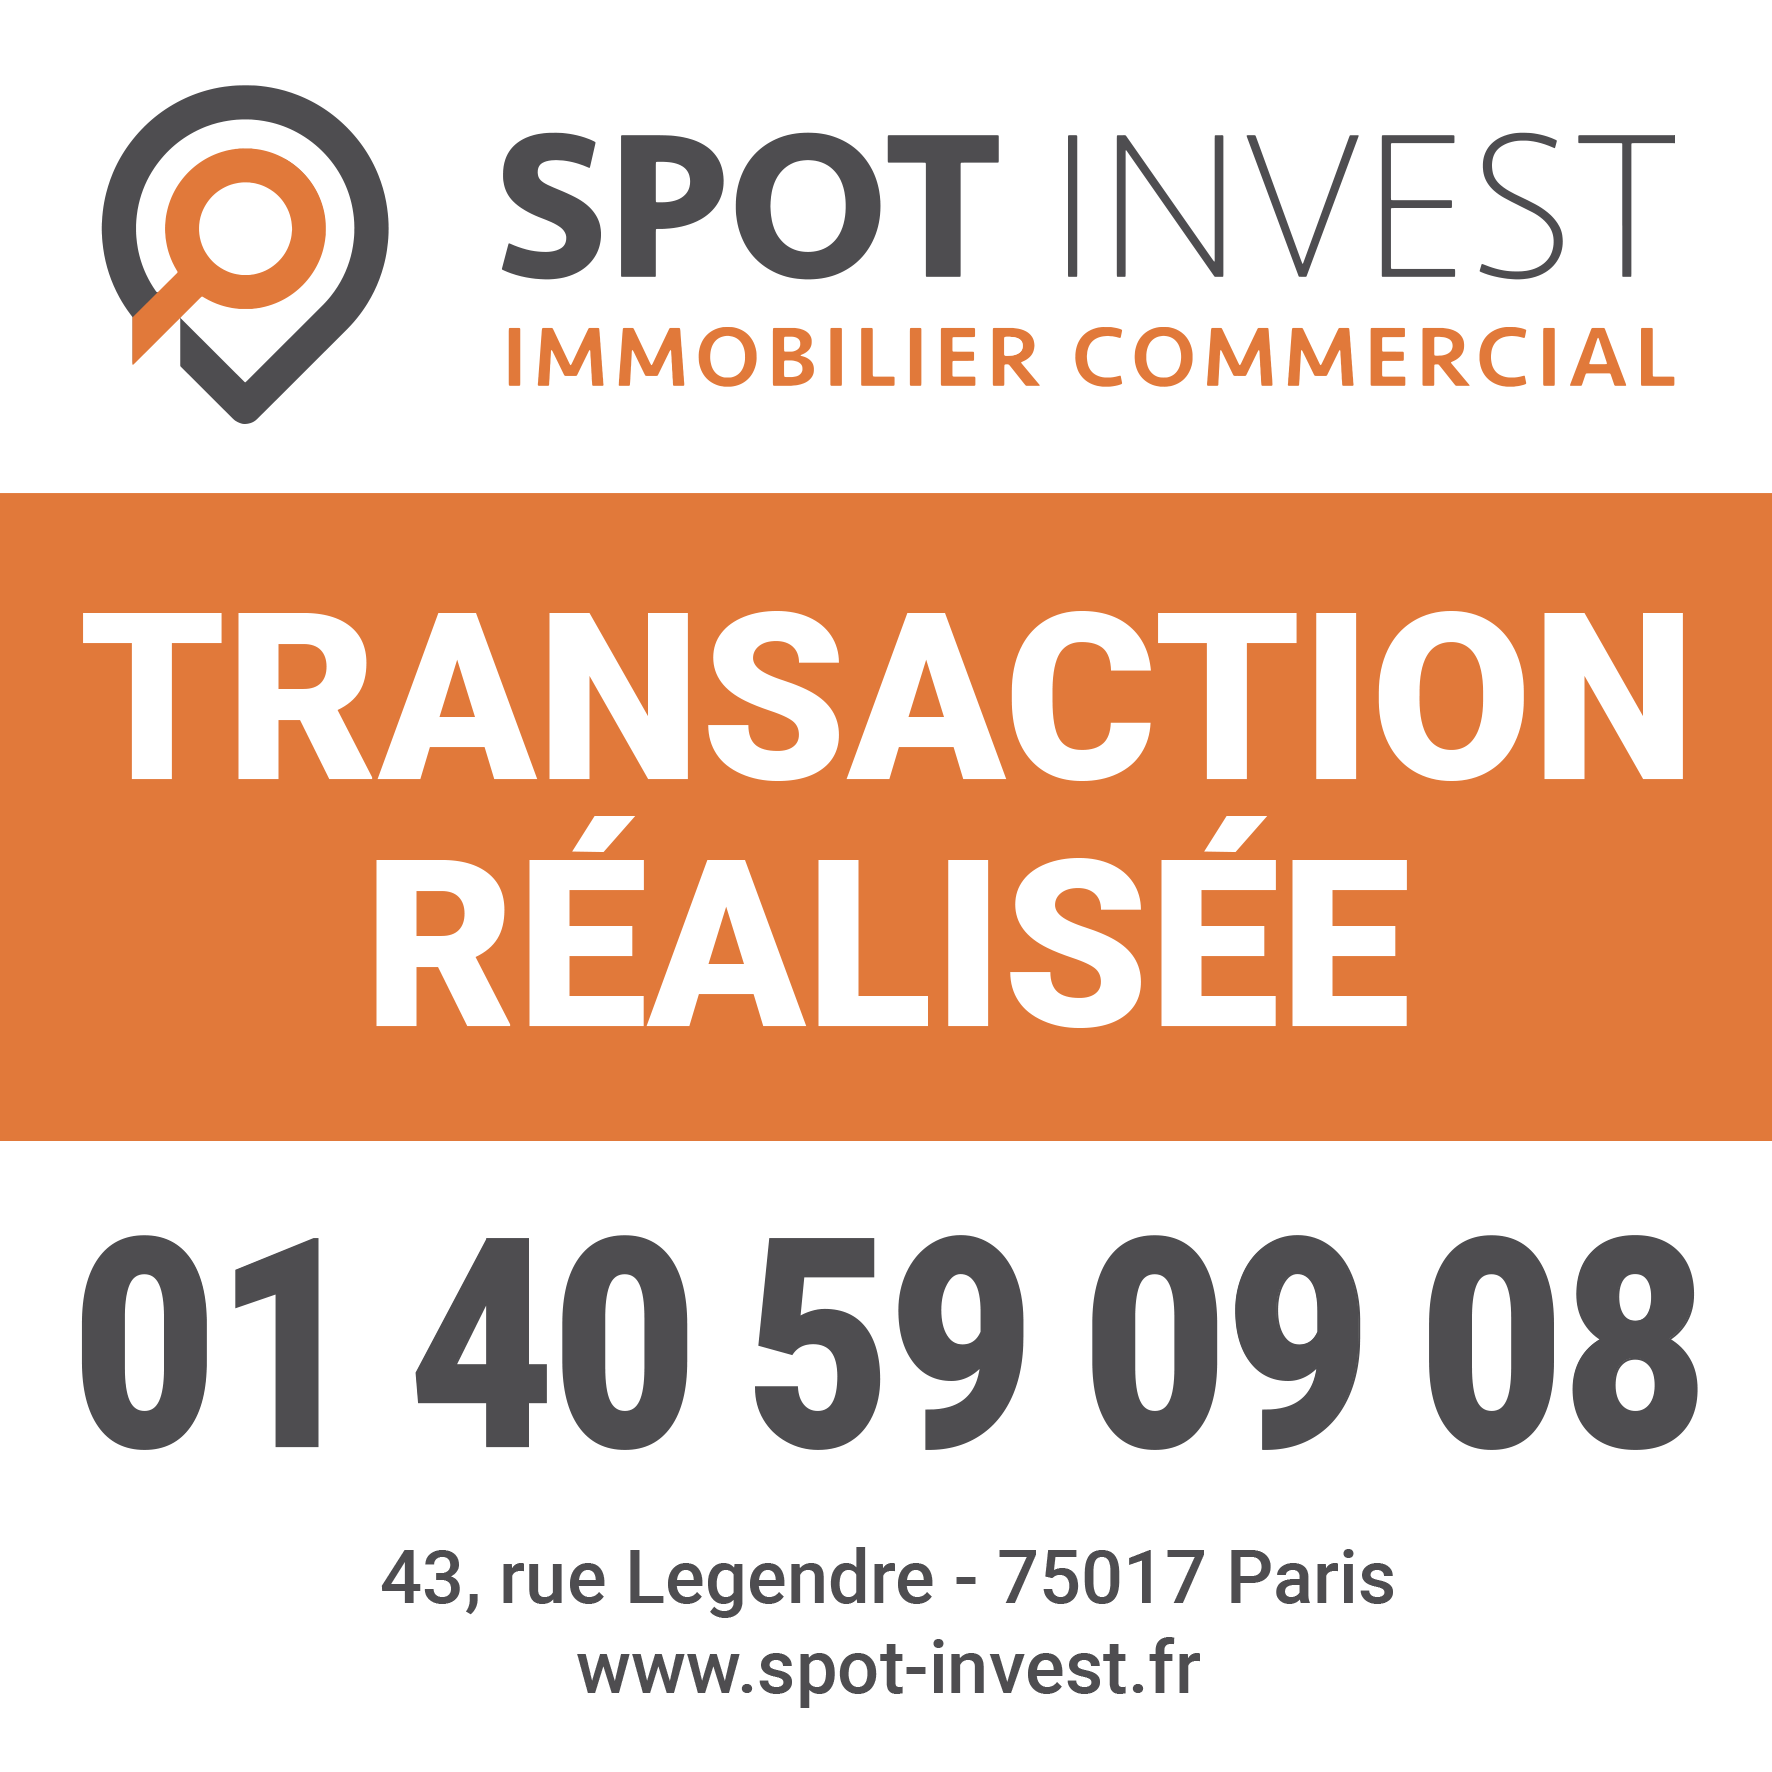 SPOT INVEST
IMMOBILIER COMMERCIAL
TRANSACTION
RÉALISÉE
01 40 59 09 08
43, rue Legendre - 75017 Paris
www.spot-invest.fr